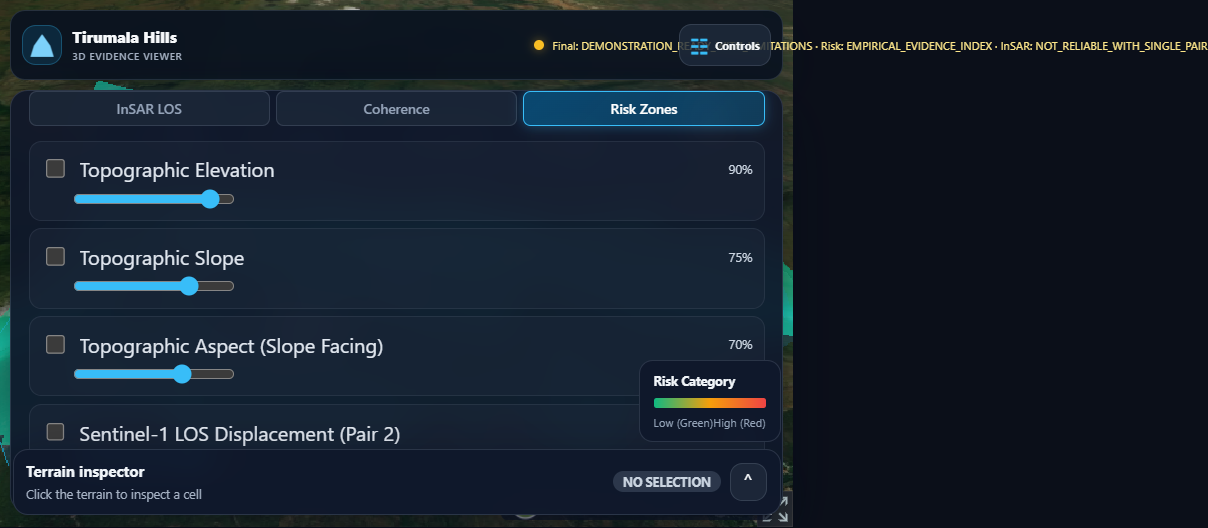 Tirumala Hills
3D EVIDENCE VIEWER
Final: DEMONSTRATION_
Controls
ITATIONS · Risk: EMPIRICAL_EVIDENCE_INDEX · InSAR: NOT_RELIABLE_WITH_SINGLE_PAIR
InSAR LOS
Coherence
Risk Zones
Topographic Elevation
90%
Topographic Slope
75%
Topographic Aspect (Slope Facing)
70%
Risk Category
Low (Green)High (Red)
Sentinel-1 LOS Displacement (Pair 2)
Terrain inspector
Click the terrain to inspect a cell
NO SELECTION
^